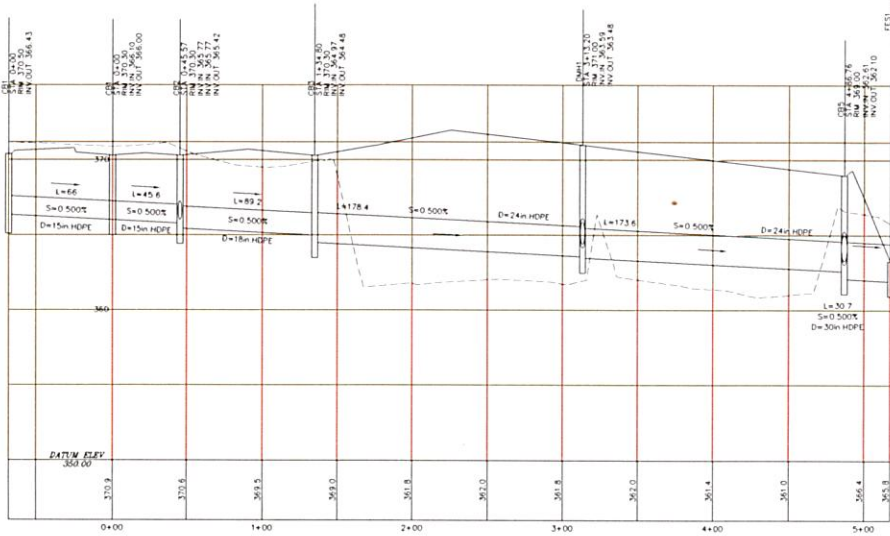 CB1
STA 0+00
RIM 370.50
INV.OUT 366.43
STA 0+00
RIM 370.30
INV.IN 366.10
INV.OUT 366.00
CB2
STA 0+45.57
RIM 370.30
INV.IN 365.77
INV.IN 365.77
INV.OUT 365.42
CB3
STA 1+34.80
RIM 370.30
INV.IN 364.97
INV.OUT 364.48
DMH1
STA 3+13.20
RIM 371.00
INV.IN 363.59
INV.OUT 363.48
CB5
STA 4+86.76
RIM 369.00
INV.IN 362.61
INV.OUT 362.10
FES1
370
360
L=66
S=0.500%
D=15in HDPE
L=45.6
S=0.500%
D=15in HDPE
L=89.2
S=0.500%
D=18in HDPE
L=178.4
S=0.500%
D=24in HDPE
L=173.6
S=0.500%
D=24in HDPE
L=30.7
S=0.500%
D=30in HDPE
DATUM ELEV
350.00
370.9
370.6
369.5
369.0
361.8
362.0
361.8
362.0
361.4
361.0
366.4
365.8
0+00
1+00
2+00
3+00
4+00
5+00